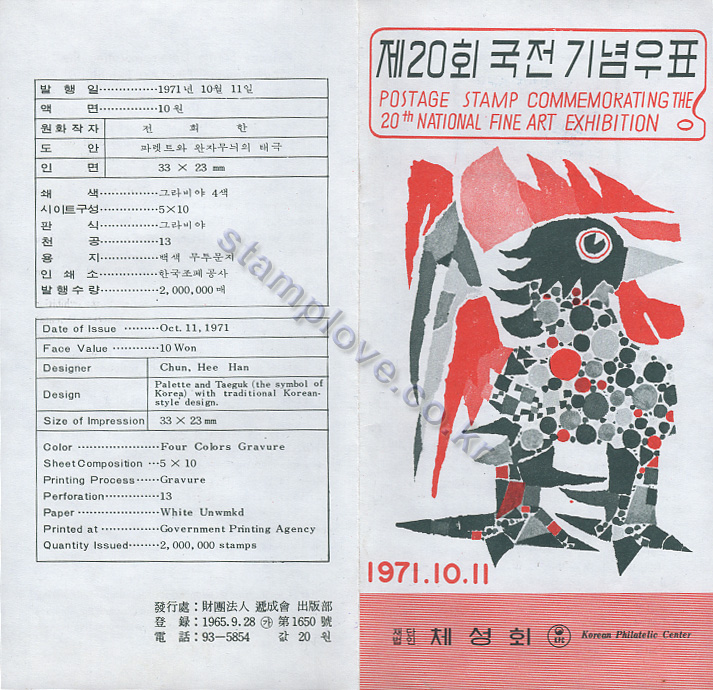 발 행 일···············1971년 10월 11일
액 면···············10 원
원화작자 전 희 한
도 안 파렛트와 완자무늬의 태극
인 면 33 × 23 mm
쇄 색···············그라비야 4색
시이트구성···············5×10
판 식···············그라비야
천 공···············13
용 지···············백색 무투문지
인 쇄 소···············한국조폐공사
발행수량···············2,000,000 매
Date of Issue ·········Oct. 11, 1971
Face Value ············10 Won
Designer Chun, Hee Han
Design Palette and Taeguk (the symbol of
Korea) with traditional Korean-
style design.
Size of Impression 33 × 23 mm
Color ·····················Four Colors Gravure
Sheet Composition ···5 × 10
Printing Process ······Gravure
Perforation··············13
Paper ·····················White Unwmkd
Printed at ··············Government Printing Agency
Quantity Issued········2,000,000 stamps
發行處：財團法人 遞成會 出版部
登 錄：1965.9.28 ㉮ 第1650號
電 話：93-5854 값 20 원
제20회 국전기념우표
POSTAGE STAMP COMMEMORATING THE
20th NATIONAL FINE ART EXHIBITION
1971.10.11
재단
법인 체성회 Korean Philatelic Center
stamplove.co.kr